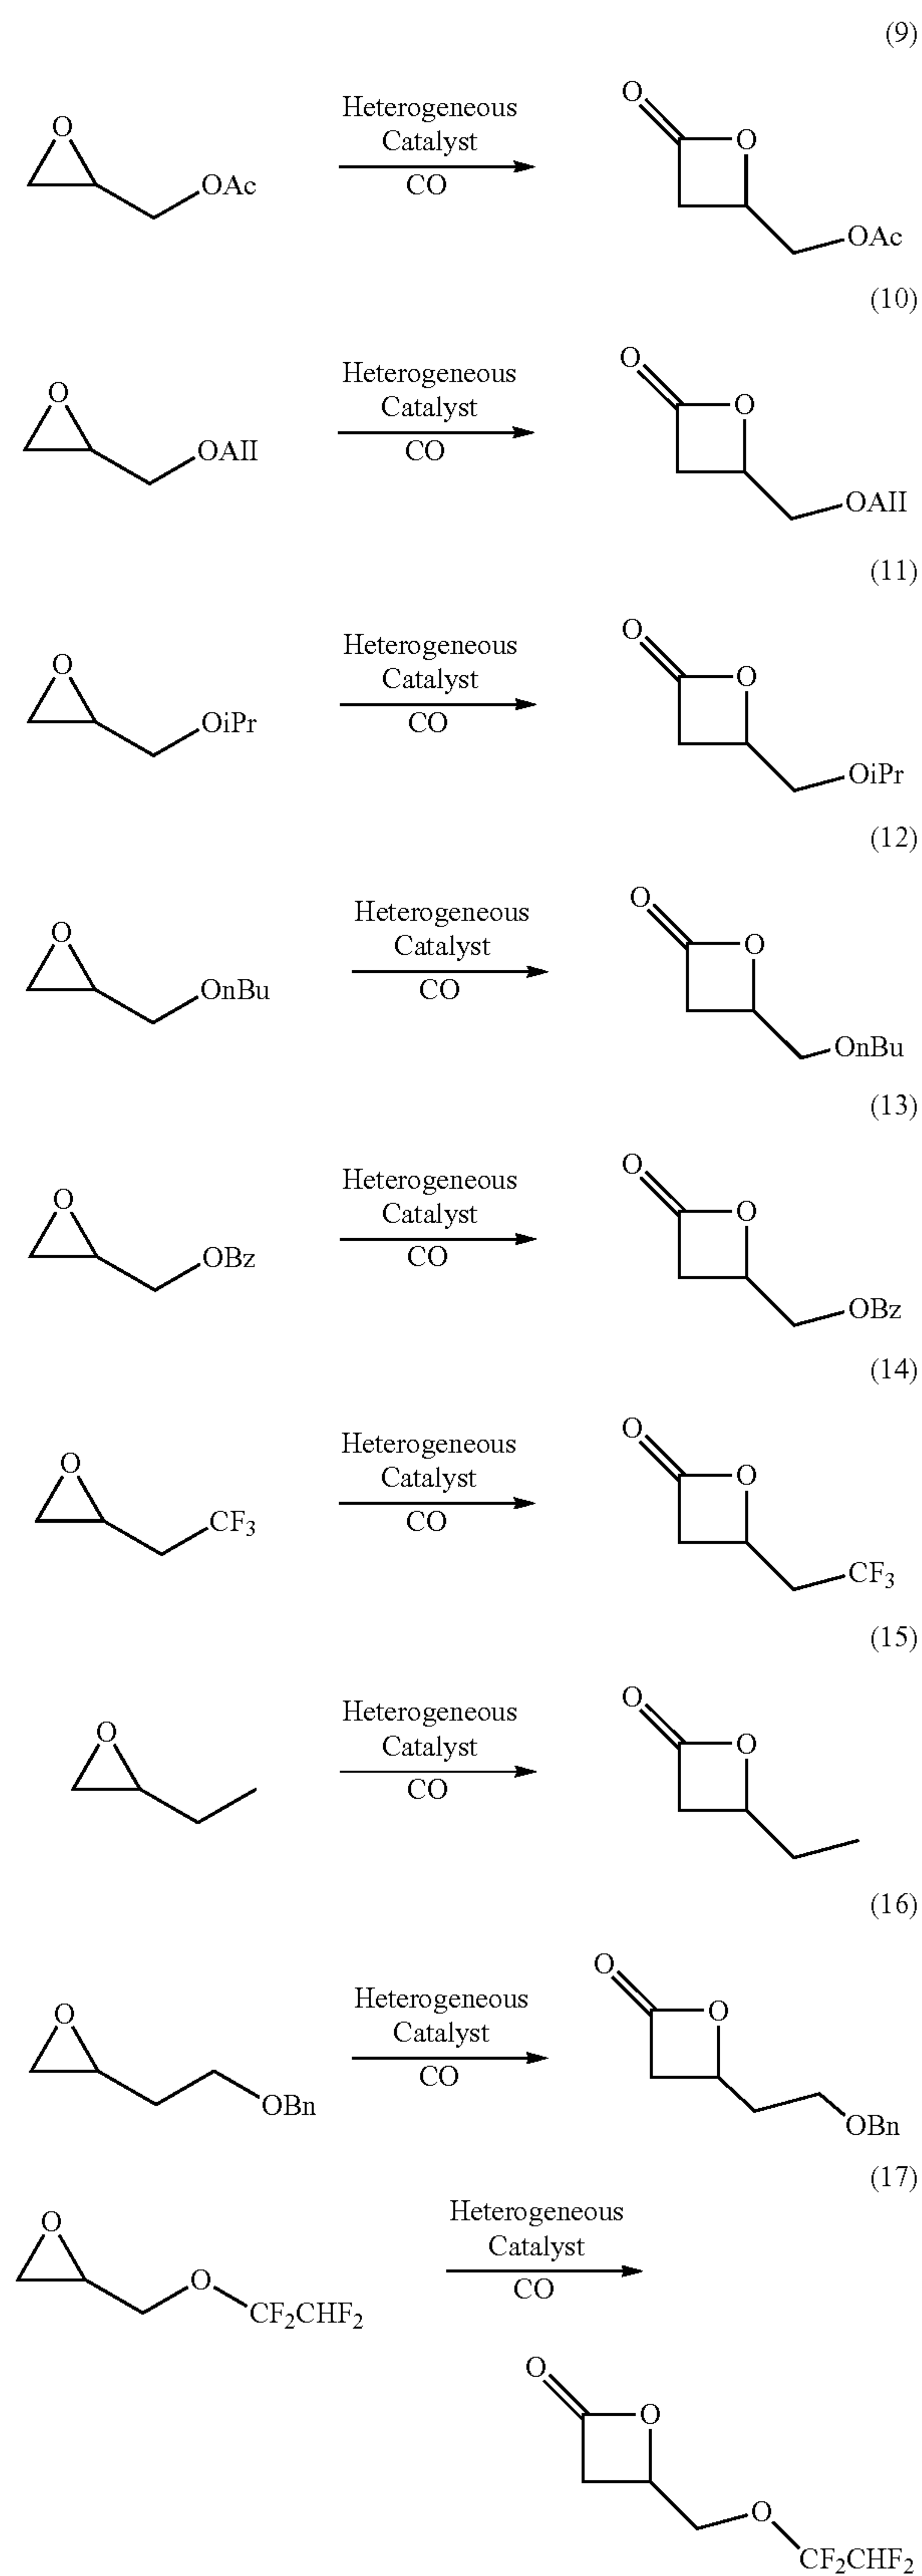 (9)
O
Heterogeneous
Catalyst
CO
OAc
O
O
OAc
(10)
O
Heterogeneous
Catalyst
CO
OAll
O
O
OAll
(11)
O
Heterogeneous
Catalyst
CO
OiPr
O
O
OiPr
(12)
O
Heterogeneous
Catalyst
CO
OnBu
O
O
OnBu
(13)
O
Heterogeneous
Catalyst
CO
OBz
O
O
OBz
(14)
O
Heterogeneous
Catalyst
CO
CF₃
O
O
CF₃
(15)
O
Heterogeneous
Catalyst
CO
O
O
(16)
O
Heterogeneous
Catalyst
CO
OBn
O
O
OBn
(17)
O
O
CF₂CHF₂
Heterogeneous
Catalyst
CO
O
O
O
CF₂CHF₂